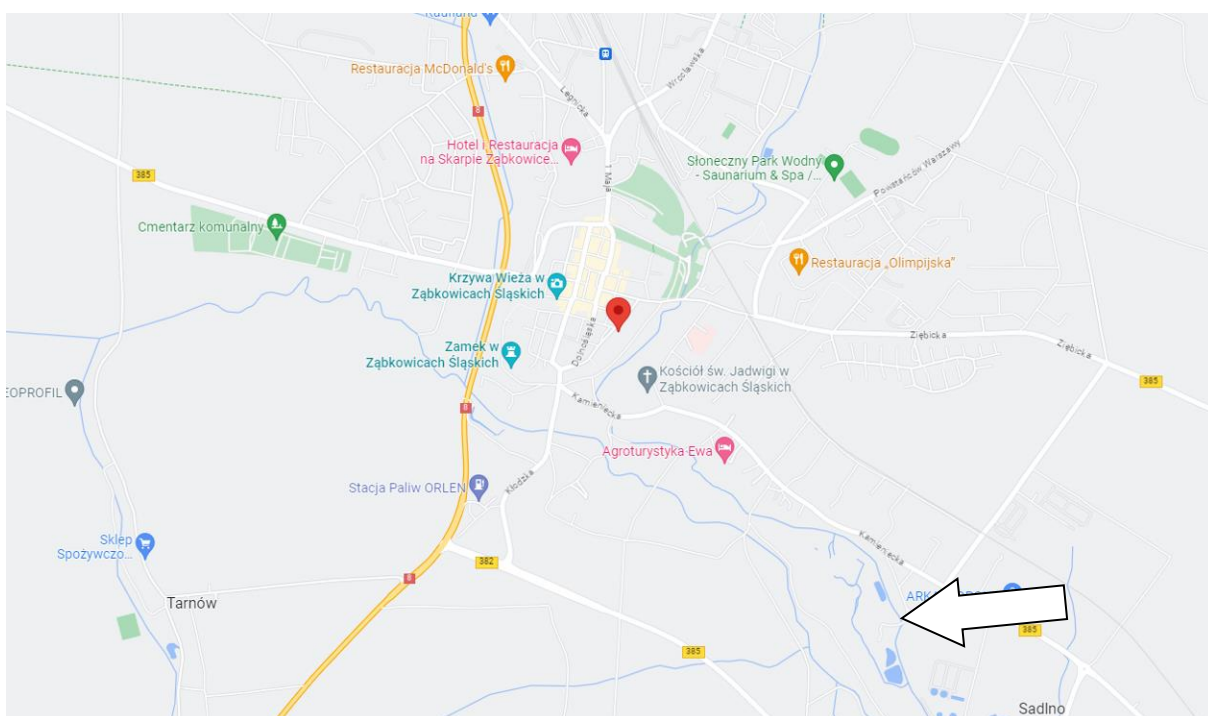 Kaufland
Restauracja McDonald's
8
Legnicka
Wrocławska
Hotel i Restauracja
na Skarpie Ząbkowice...
1 Maja
Słoneczny Park Wodny
- Saunarium & Spa /...
Powstańców Warszawy
385
Cmentarz komunalny
Restauracja „Olimpijska"
Krzywa Wieża w
Ząbkowicach Śląskich
Dolnośląska
Ziębicka
Ziębicka
Zamek w
Ząbkowicach Śląskich
Kościół św. Jadwigi w
Ząbkowicach Śląskich
385
EOPROFIL
8
Kamieniecka
Agroturystyka Ewa
Stacja Paliw ORLEN
Kłodzka
Sklep
Spożywczo...
Kamieniecka
382
8
Tarnów
385
385
Sadlno